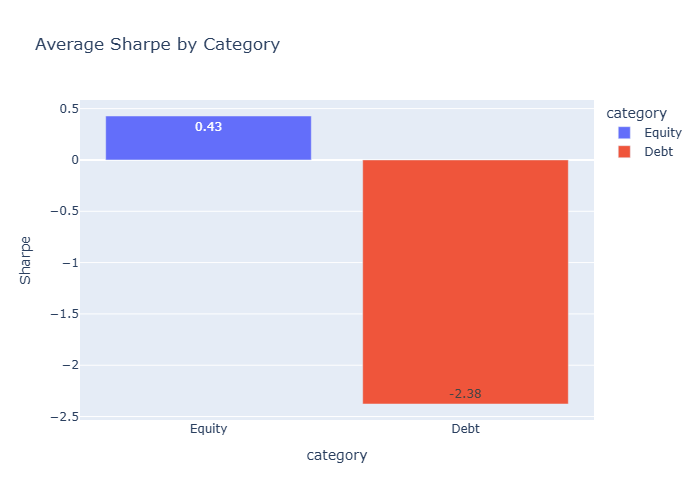 Average Sharpe by Category
category
Equity
Debt
0.5
0
−0.5
−1
−1.5
−2
−2.5
Sharpe
0.43
-2.38
Equity
Debt
category